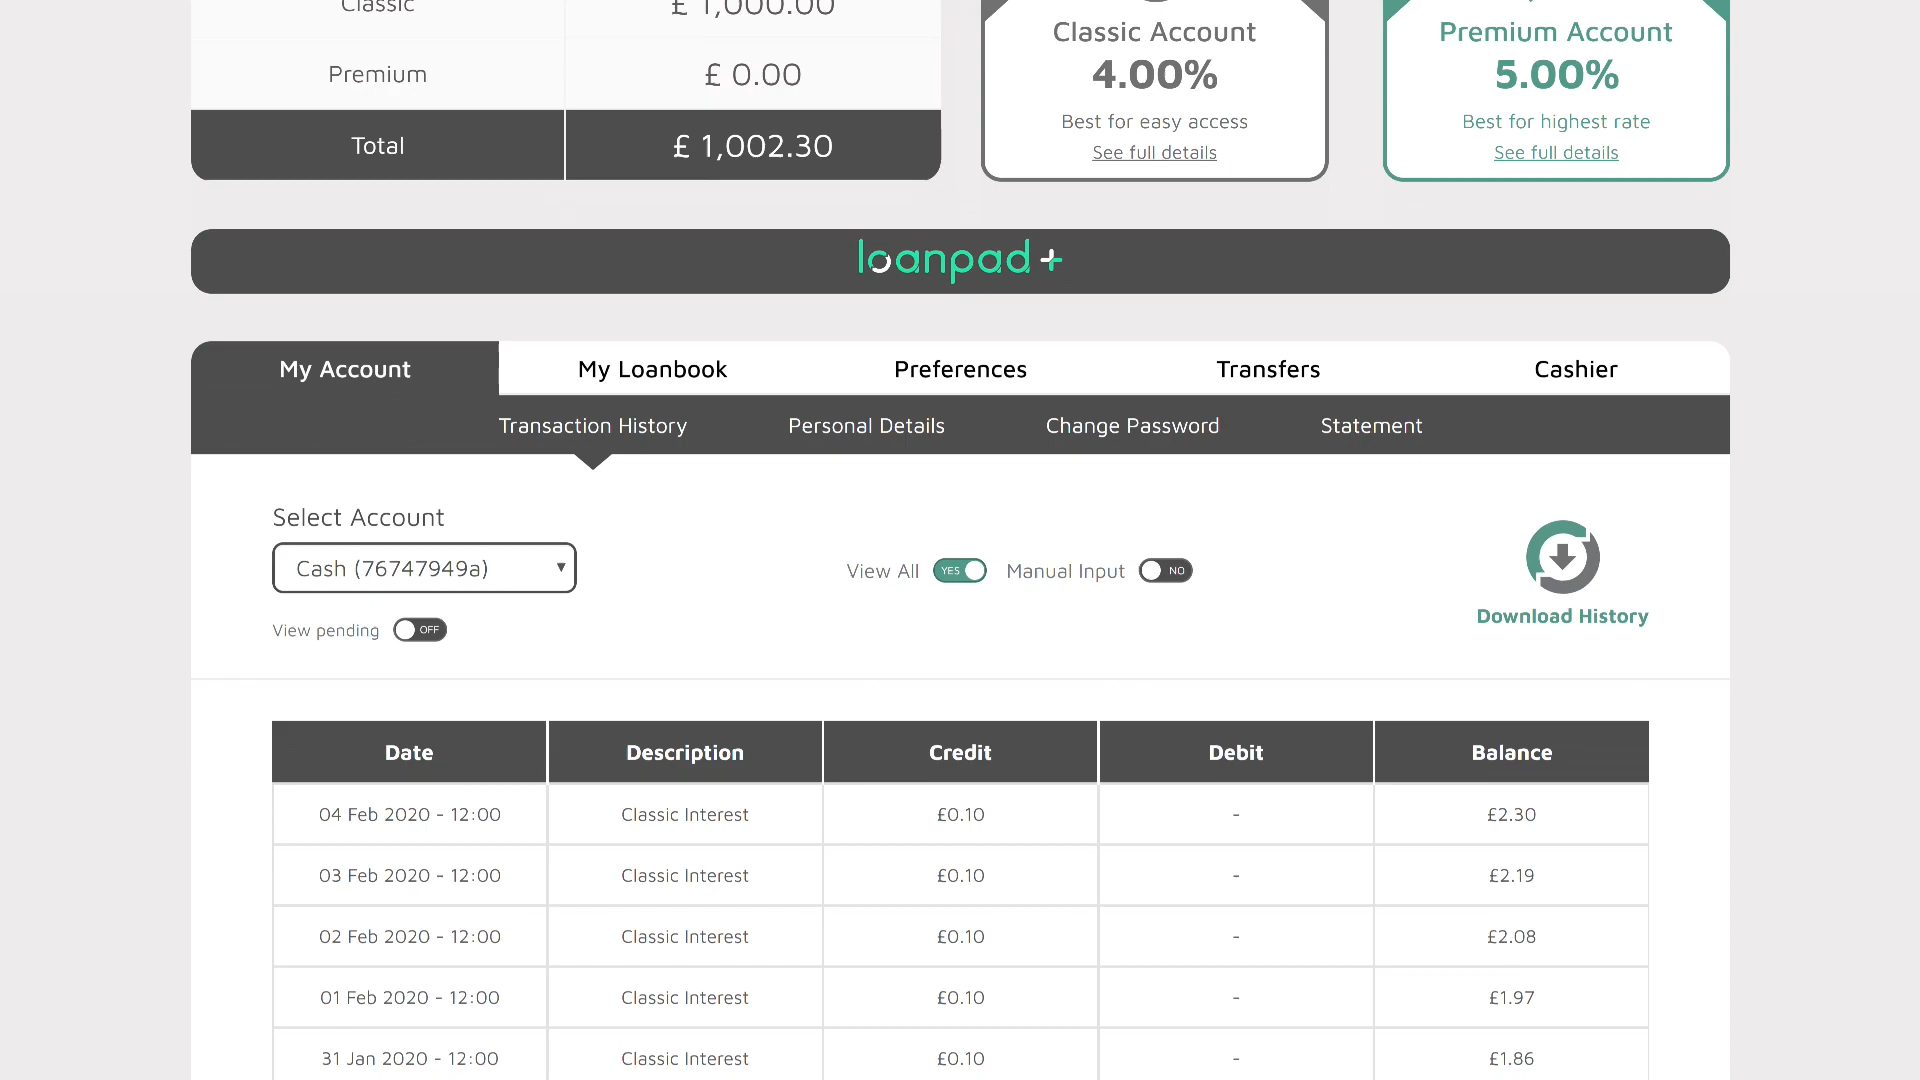 Classic £ 1,000.00
Premium £ 0.00
Total £ 1,002.30
Classic Account
4.00%
Best for easy access
See full details
Premium Account
5.00%
Best for highest rate
See full details
loanpad +
My Account My Loanbook Preferences Transfers Cashier
Transaction History Personal Details Change Password Statement
Select Account
Cash (76747949a)
View All YES Manual Input NO
View pending OFF
Download History
Date Description Credit Debit Balance
04 Feb 2020 - 12:00 Classic Interest £0.10 - £2.30
03 Feb 2020 - 12:00 Classic Interest £0.10 - £2.19
02 Feb 2020 - 12:00 Classic Interest £0.10 - £2.08
01 Feb 2020 - 12:00 Classic Interest £0.10 - £1.97
31 Jan 2020 - 12:00 Classic Interest £0.10 - £1.86